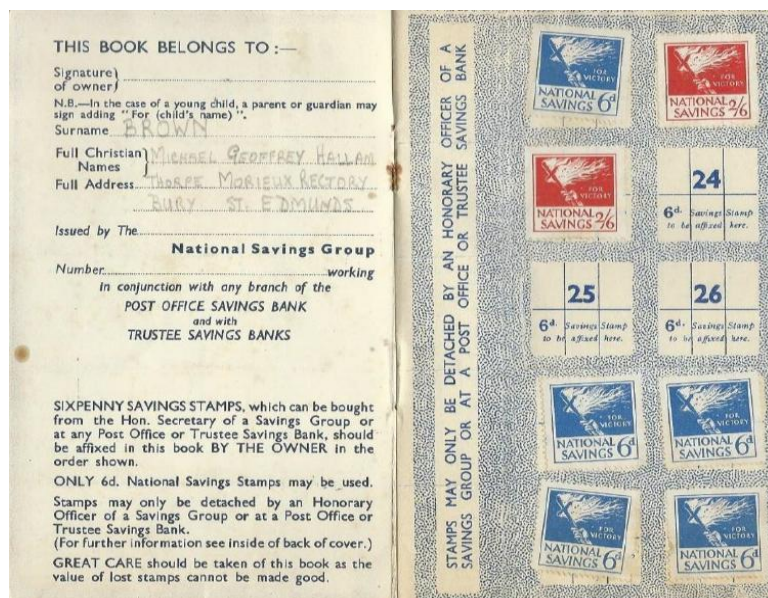 THIS BOOK BELONGS TO :—
Signature
of owner
N.B.—In the case of a young child, a parent or guardian may
sign adding "For (child's name)".
Surname BROWN
Full Christian
Names MICHAEL GEOFFREY HALLAM
Full Address THORPE MORIEUX RECTORY
BURY ST. EDMUNDS
Issued by The
National Savings Group
Number working
in conjunction with any branch of the
POST OFFICE SAVINGS BANK
and with
TRUSTEE SAVINGS BANKS
SIXPENNY SAVINGS STAMPS, which can be bought
from the Hon. Secretary of a Savings Group or
at any Post Office or Trustee Savings Bank, should
be affixed in this book BY THE OWNER in the
order shown.
ONLY 6d. National Savings Stamps may be used.
Stamps may only be detached by an Honorary
Officer of a Savings Group or at a Post Office or
Trustee Savings Bank.
(For further information see inside of back of cover.)
GREAT CARE should be taken of this book as the
value of lost stamps cannot be made good.
STAMPS MAY ONLY BE DETACHED BY AN HONORARY OFFICER OF A
SAVINGS GROUP OR AT A POST OFFICE OR TRUSTEE SAVINGS BANK
FOR
VICTORY
NATIONAL
SAVINGS 6d
FOR
VICTORY
NATIONAL
SAVINGS 2/6
FOR
VICTORY
NATIONAL
SAVINGS 2/6
24
6d. Savings Stamp
to be affixed here.
25
6d. Savings Stamp
to be affixed here.
26
6d. Savings Stamp
to be affixed here.
FOR
VICTORY
NATIONAL
SAVINGS 6d
FOR
VICTORY
NATIONAL
SAVINGS 6d
FOR
VICTORY
NATIONAL
SAVINGS 6d
FOR
VICTORY
NATIONAL
SAVINGS 6d